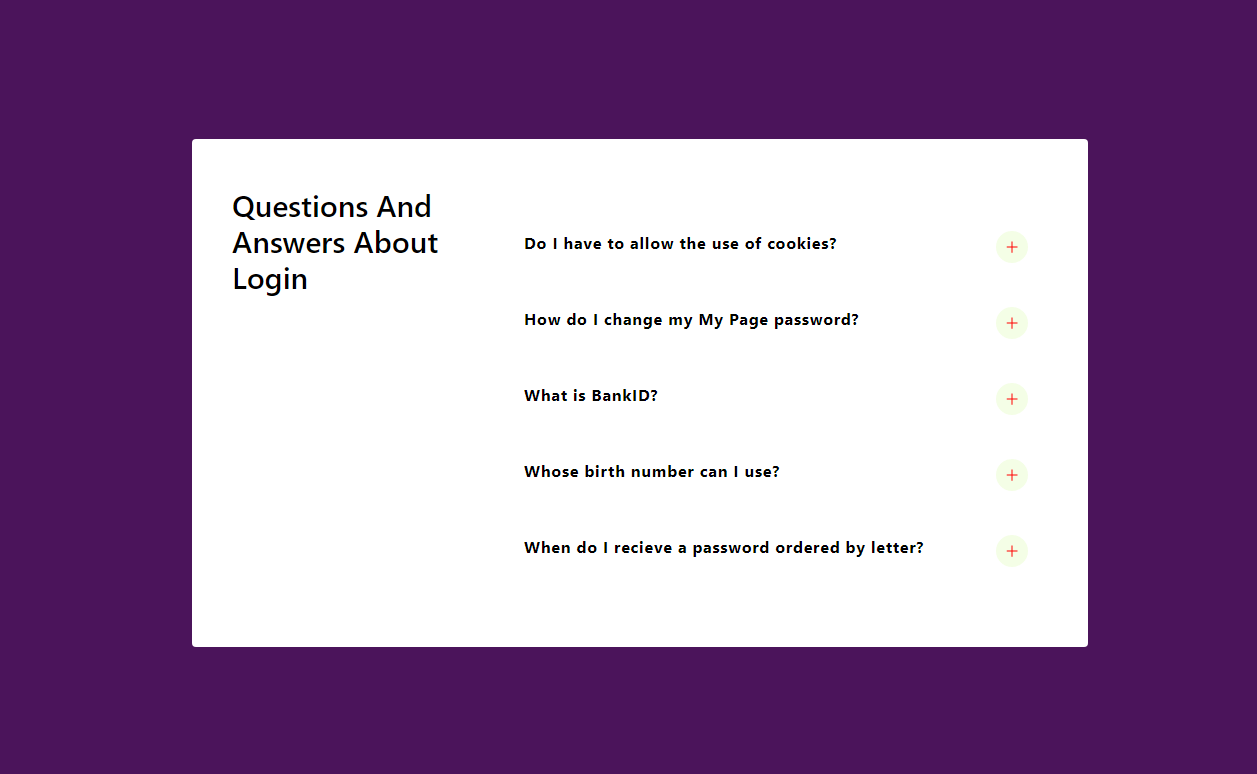 Questions And
Answers About
Login
Do I have to allow the use of cookies?
How do I change my My Page password?
What is BankID?
Whose birth number can I use?
When do I recieve a password ordered by letter?